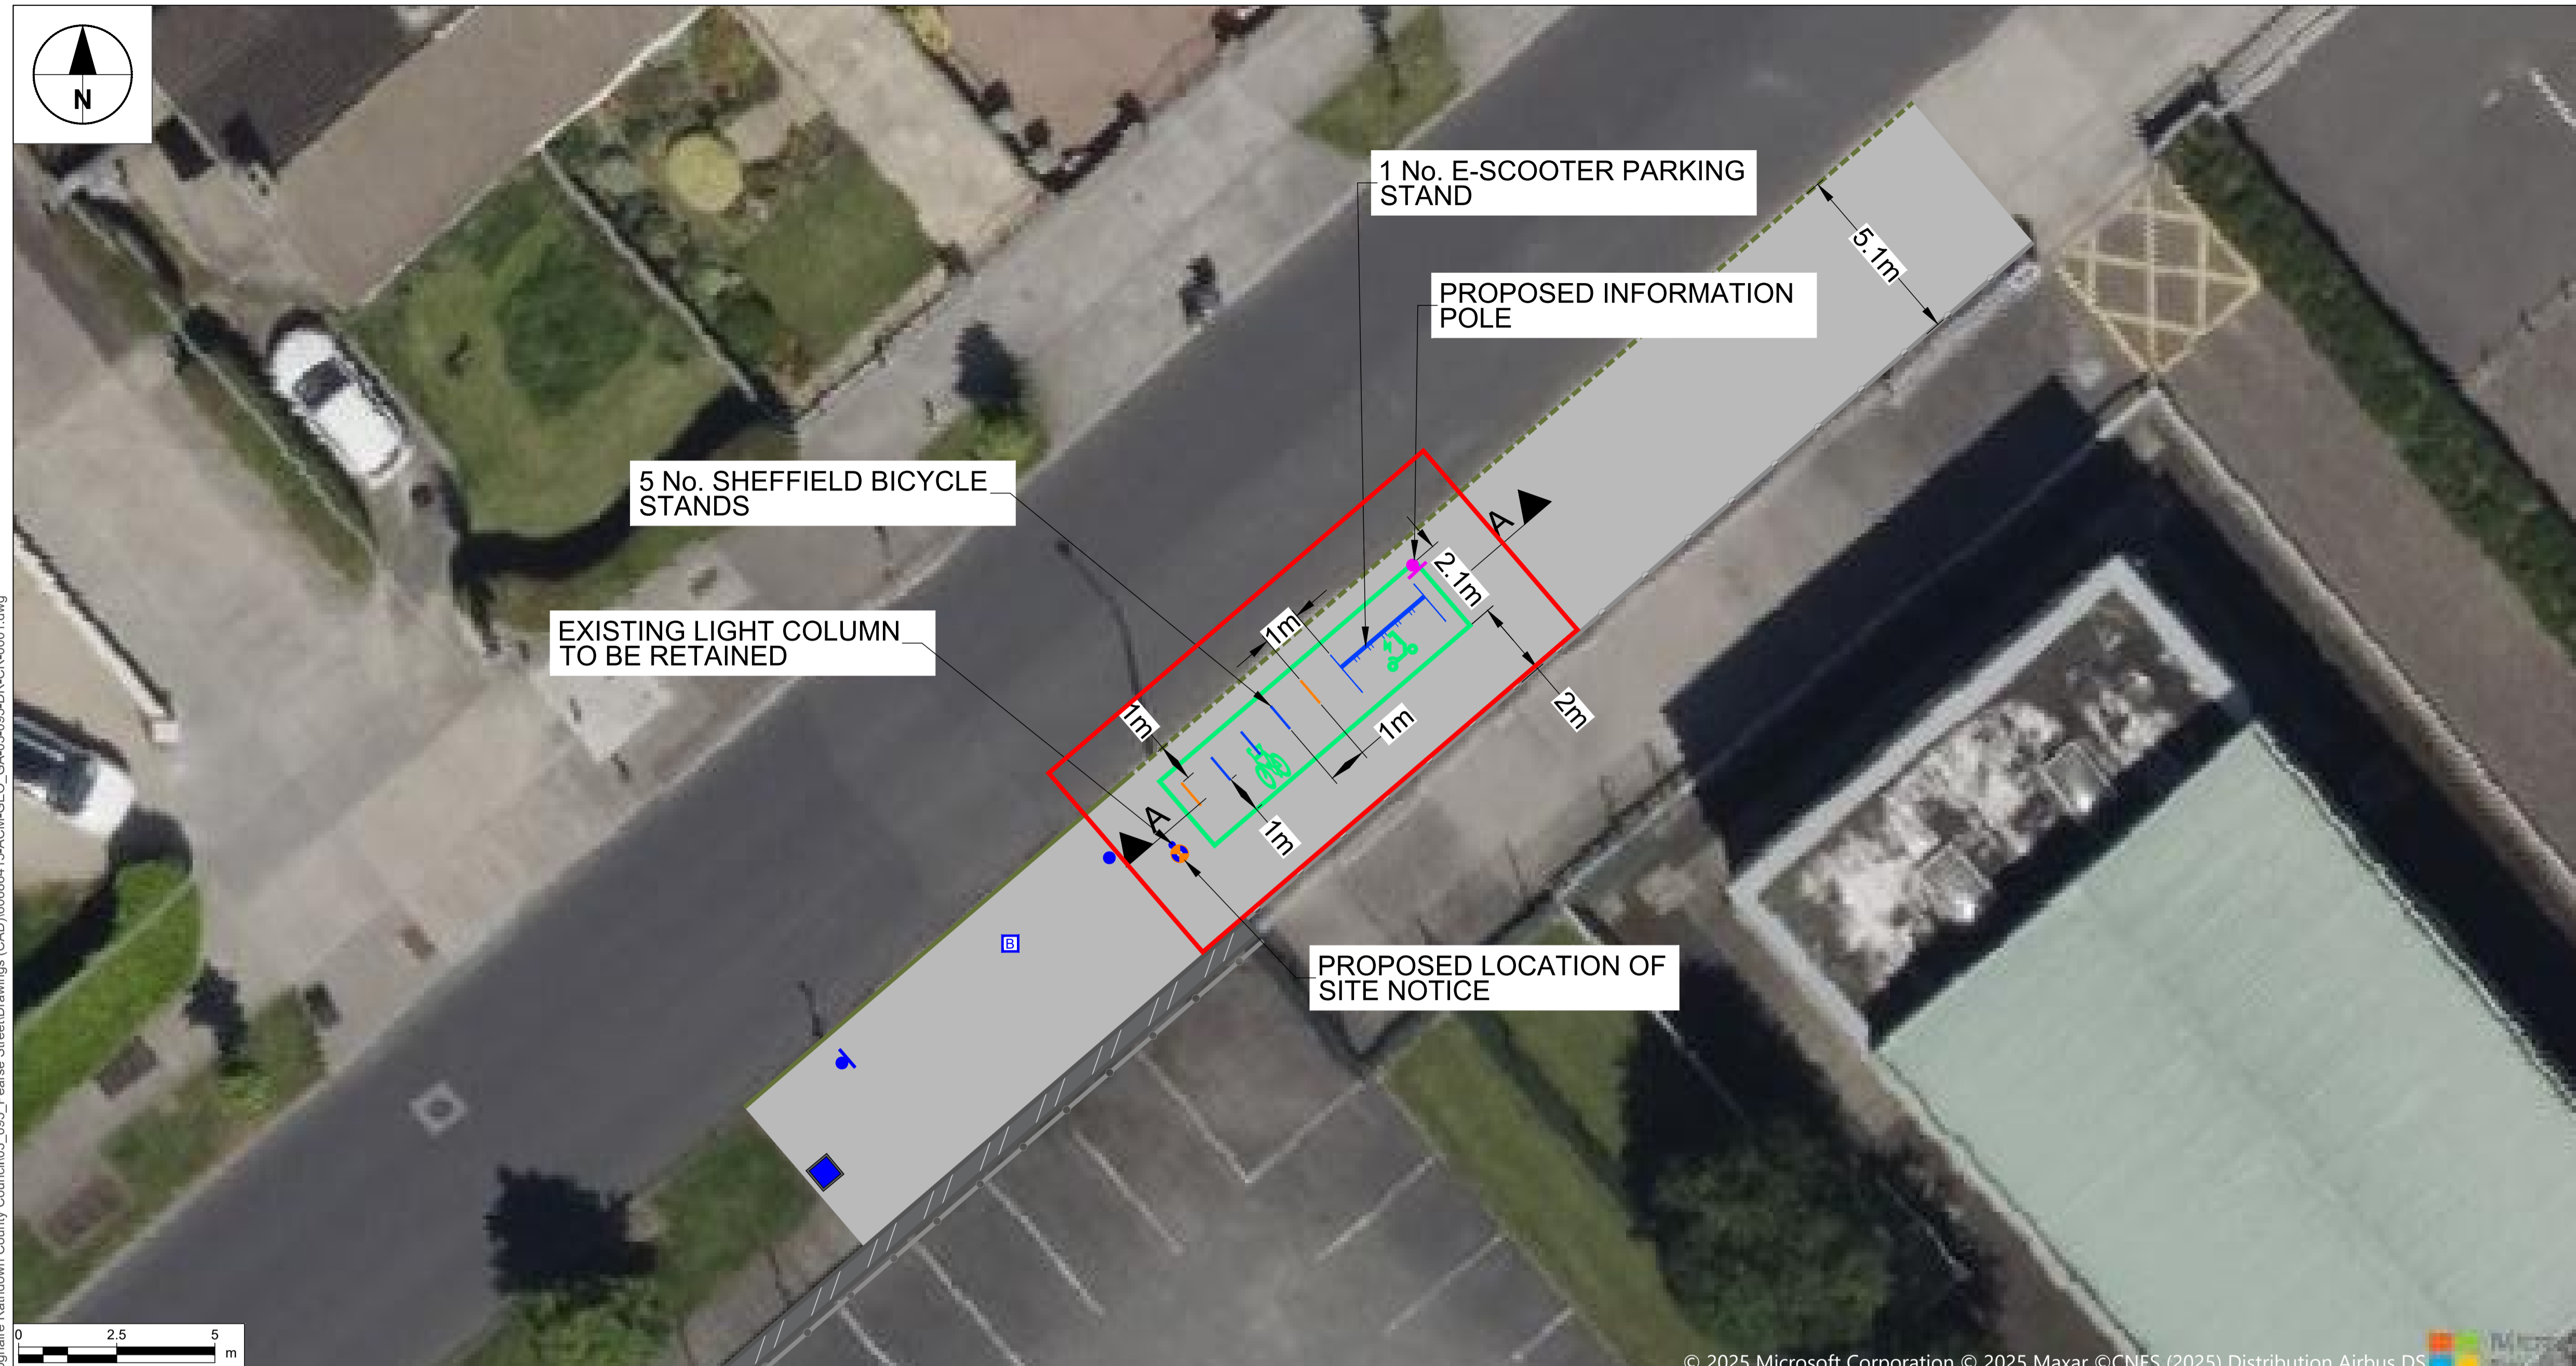 N
1 No. E-SCOOTER PARKING
STAND
5.1m
PROPOSED INFORMATION
POLE
5 No. SHEFFIELD BICYCLE
STANDS
A
2.1m
1m
EXISTING LIGHT COLUMN
TO BE RETAINED
1m
1m
2m
A
1m
B
PROPOSED LOCATION OF
SITE NOTICE
0 2.5 5
m
© 2025 Microsoft Corporation © 2025 Maxar ©CNES (2025) Distribution Airbus DS